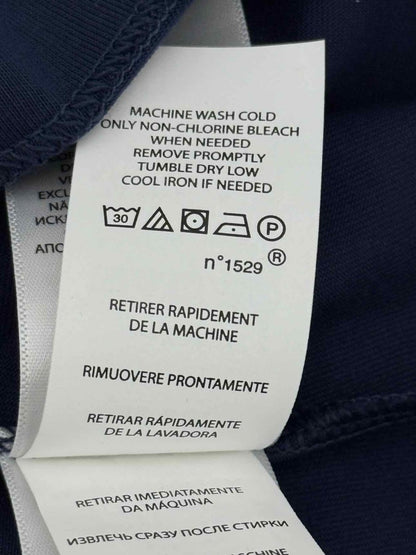 MACHINE WASH COLD
ONLY NON-CHLORINE BLEACH
WHEN NEEDED
REMOVE PROMPTLY
TUMBLE DRY LOW
COOL IRON IF NEEDED
30 P
n°1529 ®
RETIRER RAPIDEMENT
DE LA MACHINE
RIMUOVERE PRONTAMENTE
RETIRAR RÁPIDAMENTE
DE LA LAVADORA
RETIRAR IMEDIATAMENTE
DA MÁQUINA
ИЗВЛЕЧЬ СРАЗУ ПОСЛЕ СТИРКИ